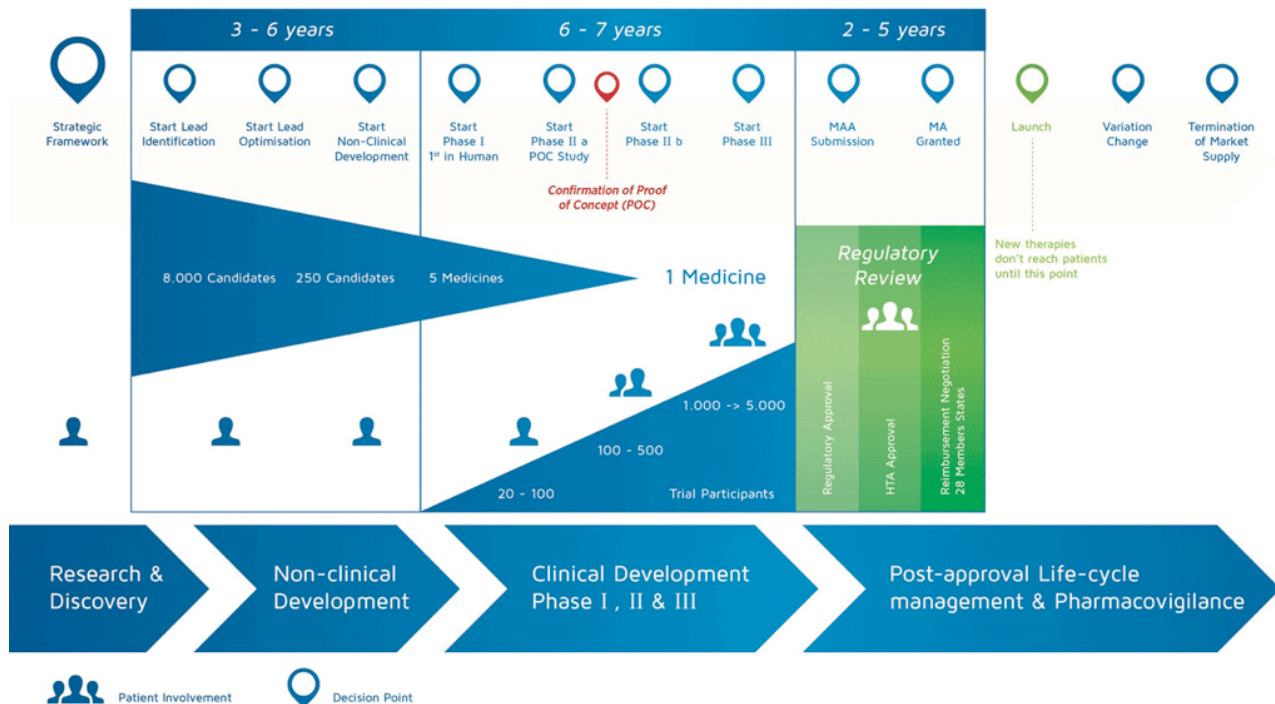 3 - 6 years
6 - 7 years
2 - 5 years
Strategic
Framework
Start Lead
Identification
Start Lead
Optimisation
Start
Non-Clinical
Development
Start
Phase I
1st in Human
Start
Phase II a
POC Study
Start
Phase II b
Start
Phase III
MAA
Submission
MA
Granted
Launch
Variation
Change
Termination
of Market
Supply
Confirmation of Proof
of Concept (POC)
8.000 Candidates
250 Candidates
5 Medicines
1 Medicine
Regulatory
Review
New therapies
don't reach patients
until this point
1.000 -> 5.000
100 - 500
20 - 100
Trial Participants
Regulatory Approval
HTA Approval
Reimbursement Negotiation
28 Members States
Research &
Discovery
Non-clinical
Development
Clinical Development
Phase I , II & III
Post-approval Life-cycle
management & Pharmacovigilance
Patient Involvement
Decision Point